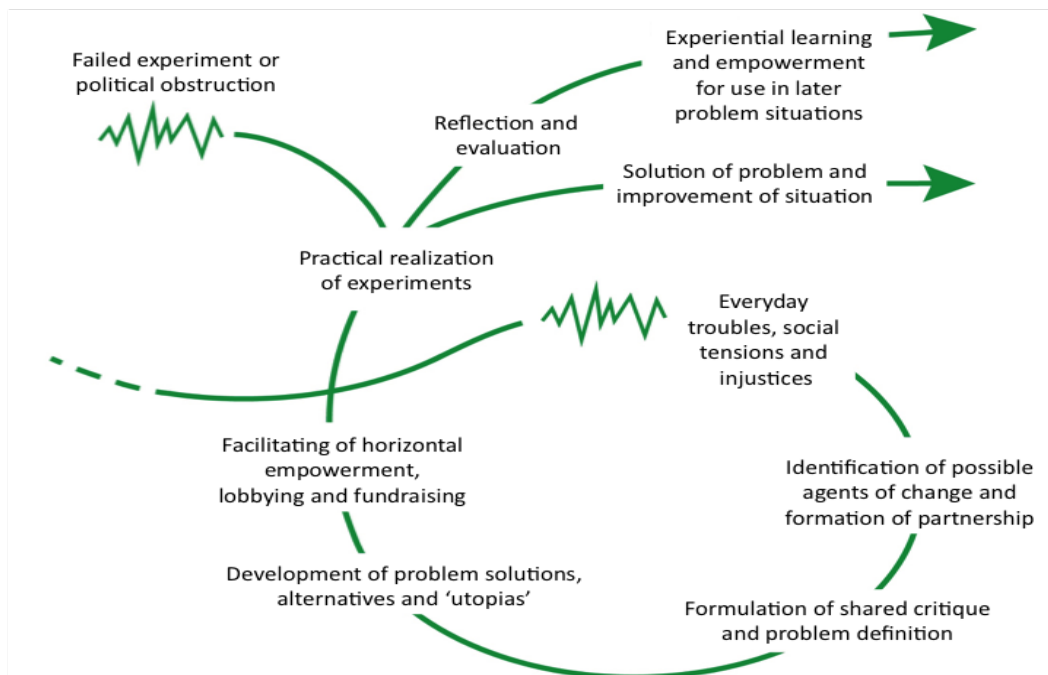 Failed experiment or
political obstruction
Experiential learning
and empowerment
for use in later
problem situations
Reflection and
evaluation
Solution of problem and
improvement of situation
Practical realization
of experiments
Everyday
troubles, social
tensions and
injustices
Facilitating of horizontal
empowerment,
lobbying and fundraising
Identification of possible
agents of change and
formation of partnership
Development of problem solutions,
alternatives and ‘utopias’
Formulation of shared critique
and problem definition